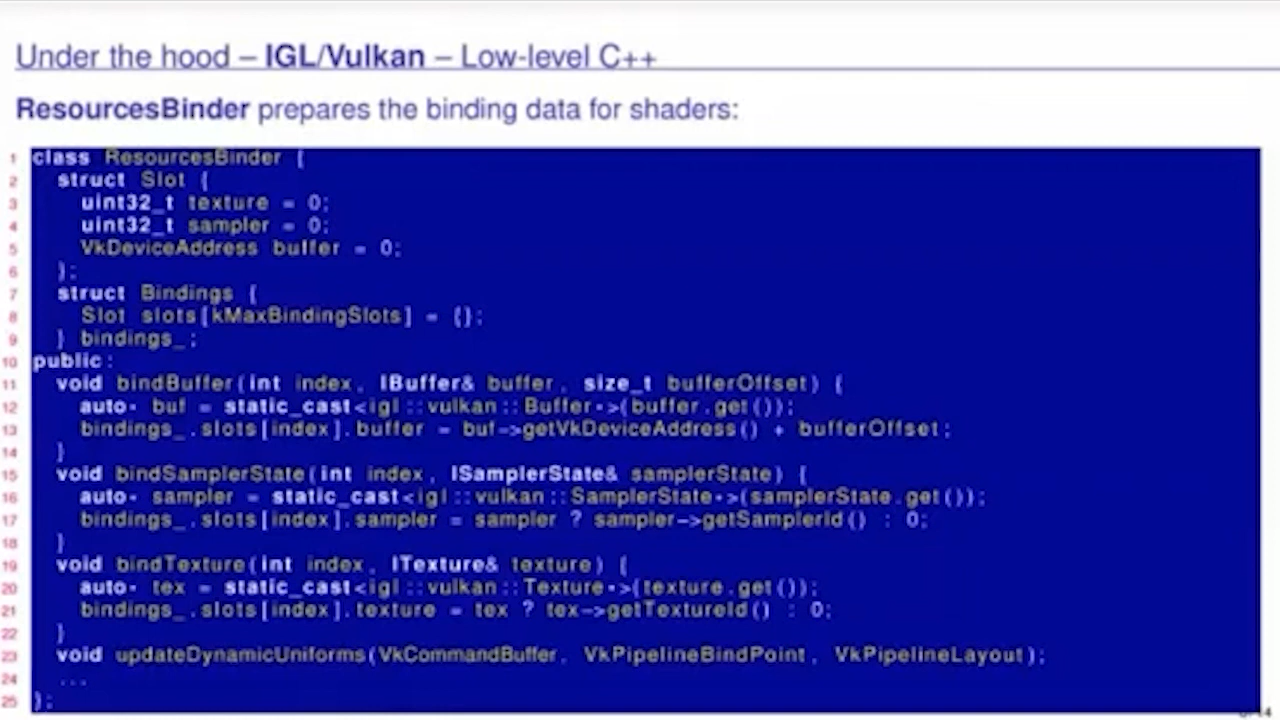 Under the hood – IGL/Vulkan – Low-level C++
ResourcesBinder prepares the binding data for shaders:
1 class ResourcesBinder {
2 struct Slot {
3 uint32_t texture = 0;
4 uint32_t sampler = 0;
5 VkDeviceAddress buffer = 0;
6 };
7 struct Bindings {
8 Slot slots[kMaxBindingSlots] = {};
9 } bindings_;
10 public:
11 void bindBuffer(int index, IBuffer& buffer, size_t bufferOffset) {
12 auto* buf = static_cast<igl::vulkan::Buffer*>(buffer.get());
13 bindings_.slots[index].buffer = buf->getVkDeviceAddress() + bufferOffset;
14 }
15 void bindSamplerState(int index, ISamplerState& samplerState) {
16 auto* sampler = static_cast<igl::vulkan::SamplerState*>(samplerState.get());
17 bindings_.slots[index].sampler = sampler ? sampler->getSamplerId() : 0;
18 }
19 void bindTexture(int index, ITexture& texture) {
20 auto* tex = static_cast<igl::vulkan::Texture*>(texture.get());
21 bindings_.slots[index].texture = tex ? tex->getTextureId() : 0;
22 }
23 void updateDynamicUniforms(VkCommandBuffer, VkPipelineBindPoint, VkPipelineLayout);
24 ...
25 };